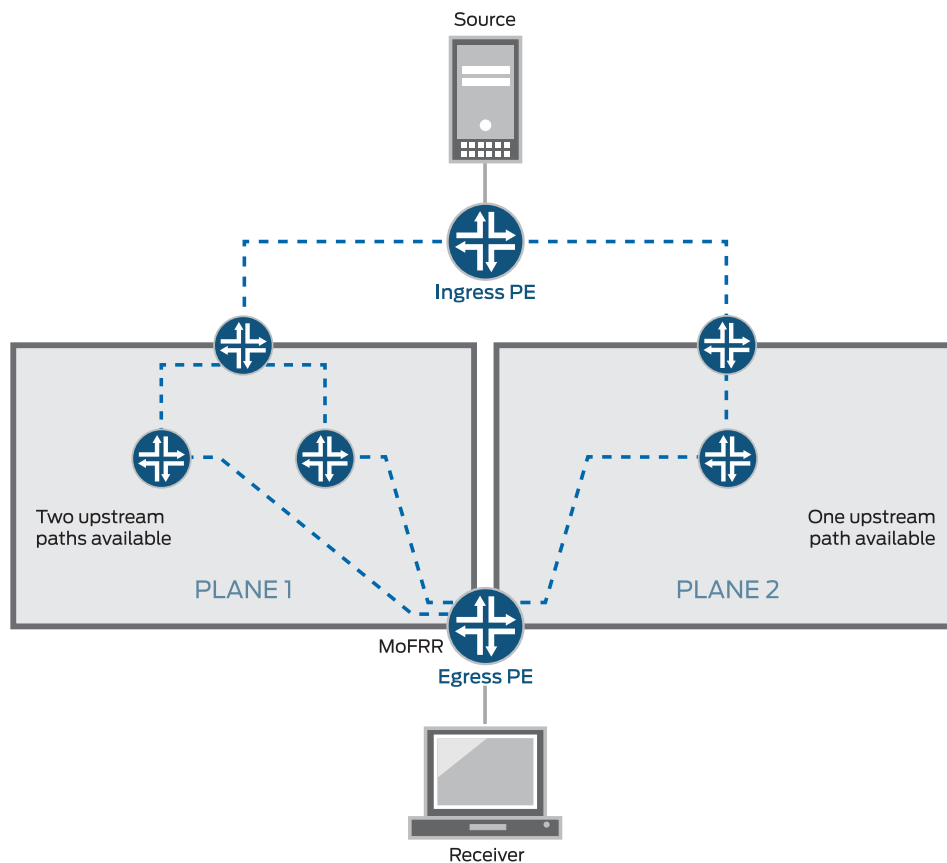 Source
Ingress PE
Two upstream
paths available
One upstream
path available
PLANE 1
PLANE 2
MoFRR
Egress PE
Receiver